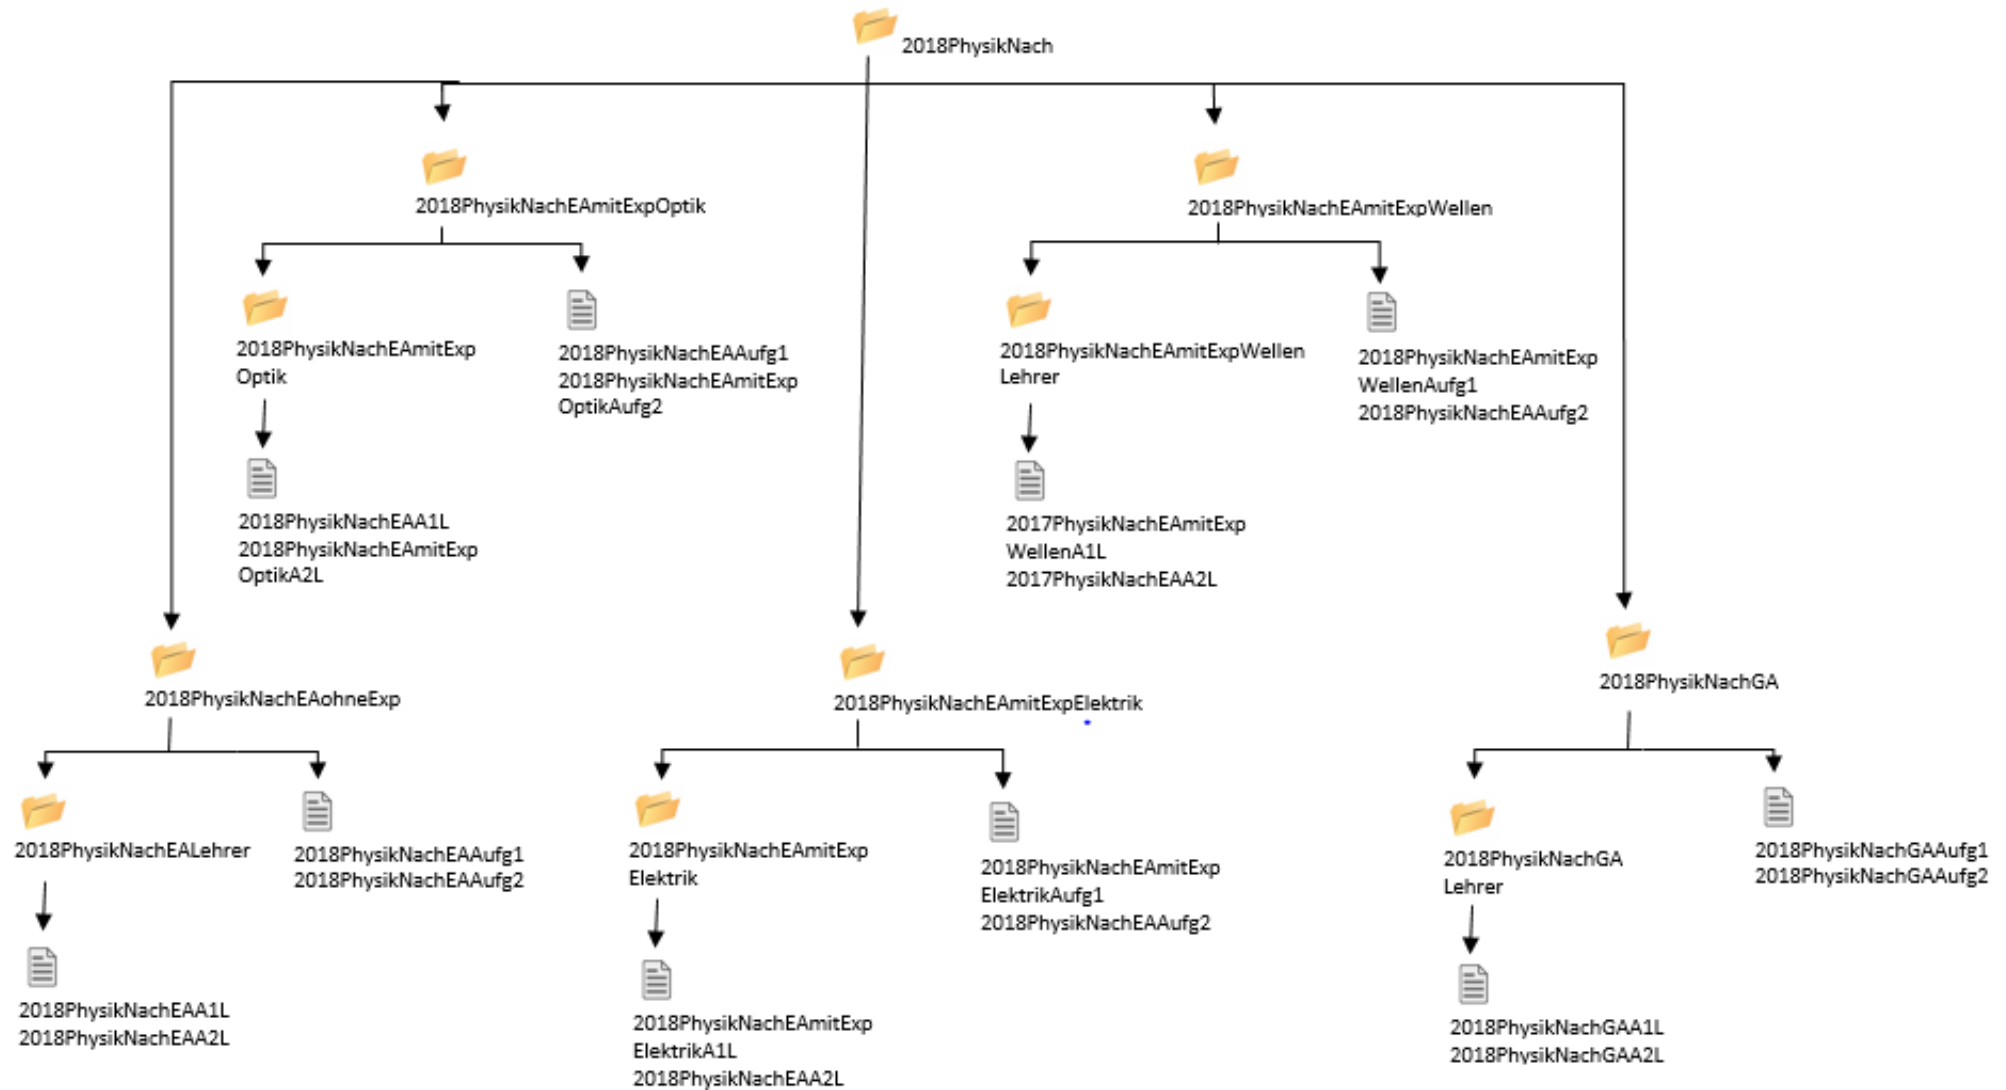 2018PhysikNach
2018PhysikNachEAmitExpOptik
2018PhysikNachEAmitExpWellen
2018PhysikNachEAmitExp
Optik
2018PhysikNachEAAufg1
2018PhysikNachEAmitExp
OptikAufg2
2018PhysikNachEAmitExpWellen
Lehrer
2018PhysikNachEAmitExp
WellenAufg1
2018PhysikNachEAAufg2
2018PhysikNachEAA1L
2018PhysikNachEAmitExp
OptikA2L
2017PhysikNachEAmitExp
WellenA1L
2017PhysikNachEAA2L
2018PhysikNachEAohneExp
2018PhysikNachEAmitExpElektrik
2018PhysikNachGA
2018PhysikNachEALehrer
2018PhysikNachEAAufg1
2018PhysikNachEAAufg2
2018PhysikNachEAmitExp
Elektrik
2018PhysikNachEAmitExp
ElektrikAufg1
2018PhysikNachEAAufg2
2018PhysikNachGA
Lehrer
2018PhysikNachGAAufg1
2018PhysikNachGAAufg2
2018PhysikNachEAA1L
2018PhysikNachEAA2L
2018PhysikNachEAmitExp
ElektrikA1L
2018PhysikNachEAA2L
2018PhysikNachGAA1L
2018PhysikNachGAA2L